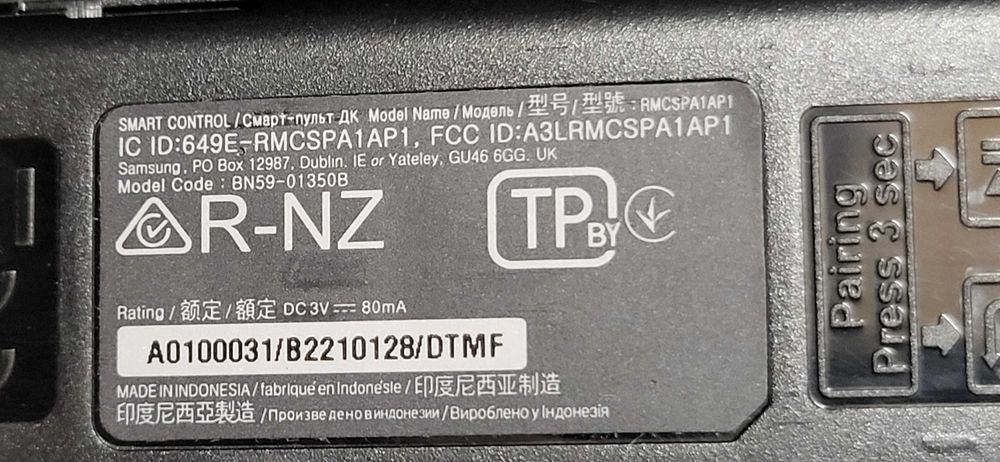 SMART CONTROL / Смарт-пульт ДК Model Name / Модель / 型号 / 型號 : RMCSPA1AP1
IC ID:649E-RMCSPA1AP1, FCC ID:A3LRMCSPA1AP1
Samsung, PO Box 12987, Dublin. IE or Yateley, GU46 6GG. UK
Model Code : BN59-01350B
R-NZ
TP BY
Rating / 额定 / 額定 DC 3V 80mA
A0100031/B2210128/DTMF
MADE IN INDONESIA / fabriqué en Indonésie / 印度尼西亚制造
印度尼西亞製造 / Произведено в индонезии / Вироблено у Індонезія
Pairing
Press 3 sec